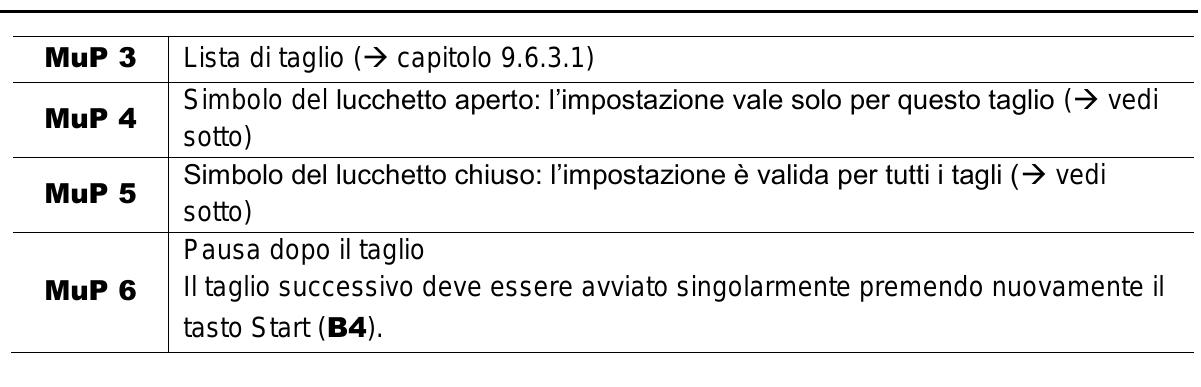 MuP 3 Lista di taglio (→ capitolo 9.6.3.1)
MuP 4 Simbolo del lucchetto aperto: l’impostazione vale solo per questo taglio (→ vedi
sotto)
MuP 5 Simbolo del lucchetto chiuso: l’impostazione è valida per tutti i tagli (→ vedi
sotto)
MuP 6 Pausa dopo il taglio
Il taglio successivo deve essere avviato singolarmente premendo nuovamente il
tasto Start (B4).